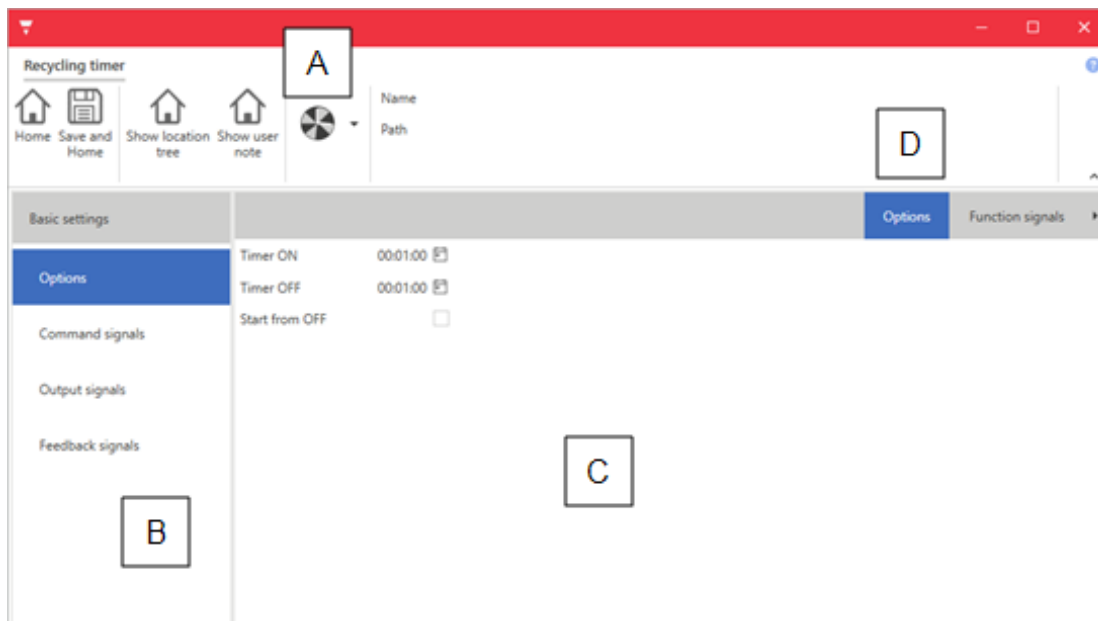 A
Recycling timer
Home
Save and
Home
Show location
tree
Show user
note
Name
Path
D
Basic settings
Options
Function signals
Options
Command signals
Output signals
Feedback signals
Timer ON 00:01:00
Timer OFF 00:01:00
Start from OFF
C
B